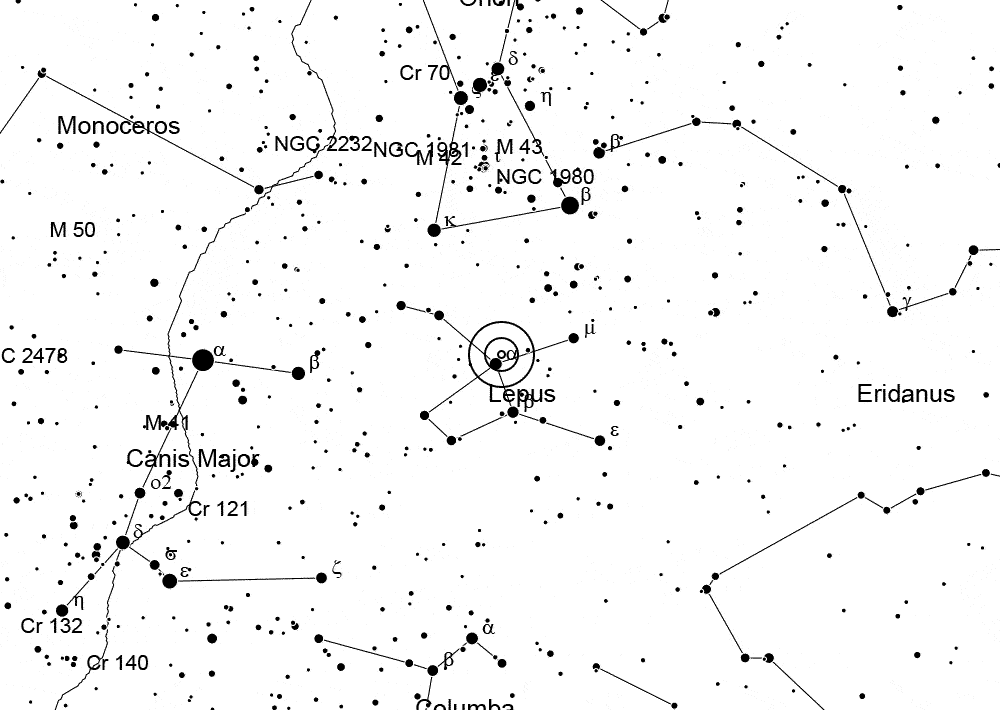 Orion
δ
Cr 70
ε
ζ
η
Monoceros
NGC 2232
NGC 1981
M 43
β
M 42
ι
NGC 1980
β
κ
M 50
γ
μ
α
C 2478
β
α
Lepus
β
Eridanus
M 41
ε
Canis Major
ο2
Cr 121
δ
σ
ε
ζ
η
Cr 132
α
Cr 140
β
Columba